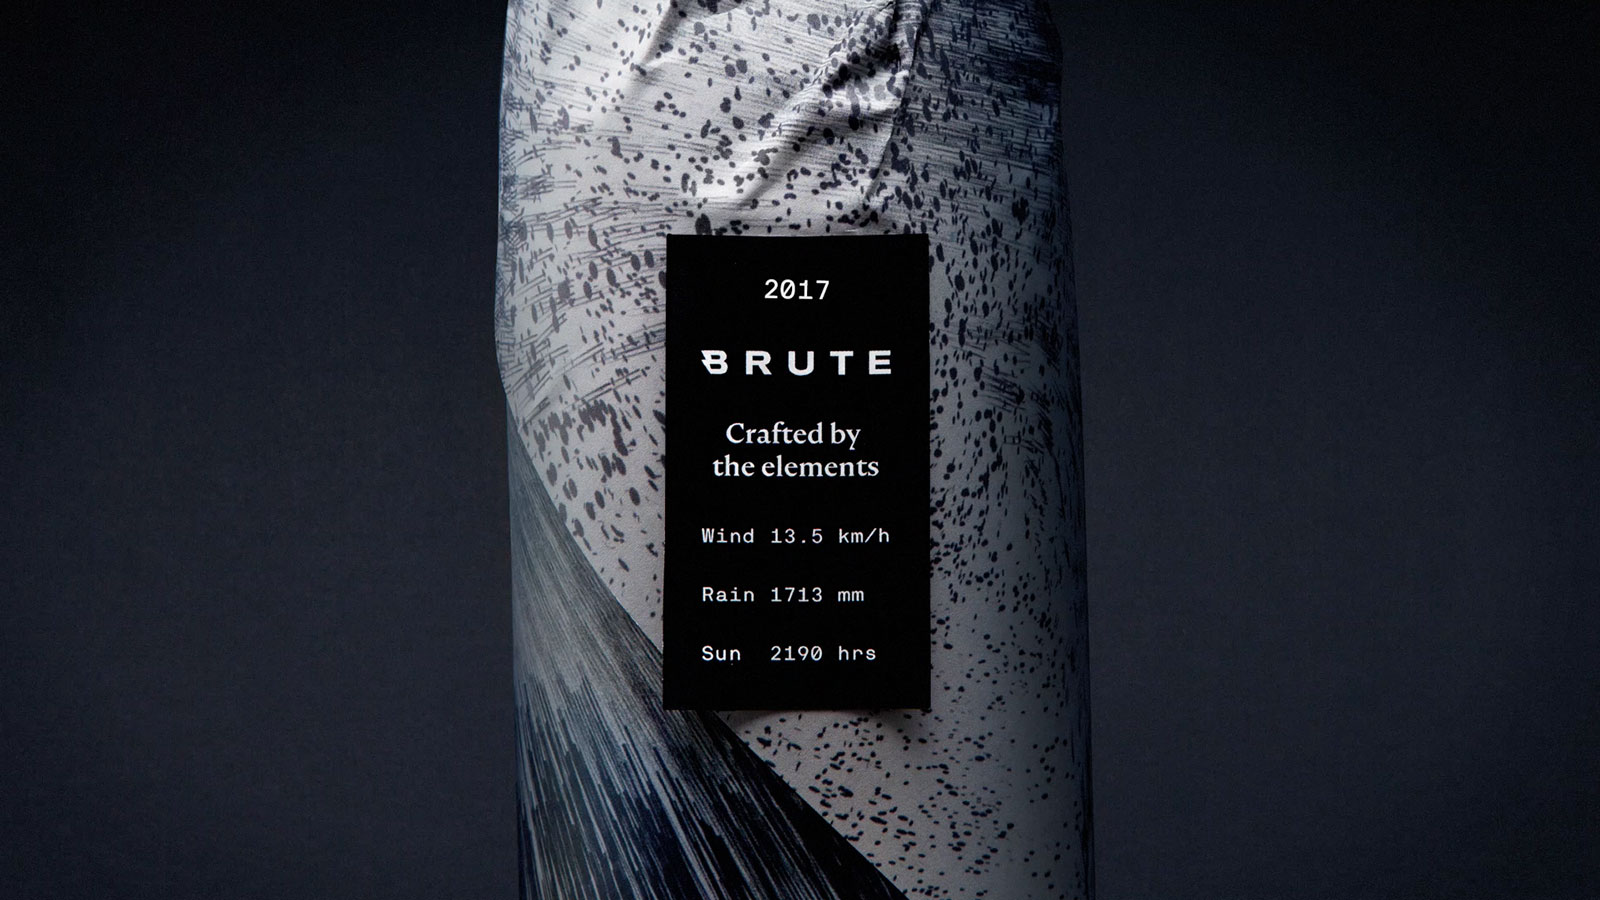 2017
BRUTE
Crafted by
the elements
Wind 13.5 km/h
Rain 1713 mm
Sun 2190 hrs